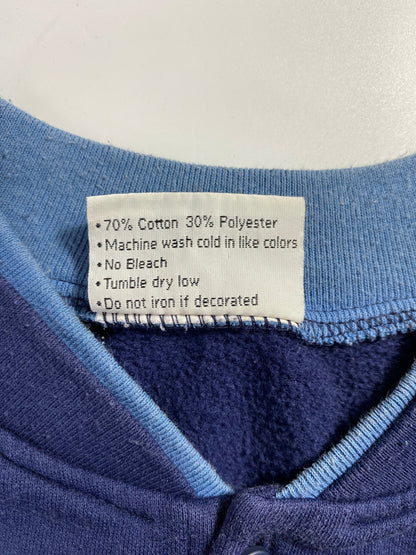 • 70% Cotton 30% Polyester
• Machine wash cold in like colors
• No Bleach
• Tumble dry low
• Do not iron if decorated